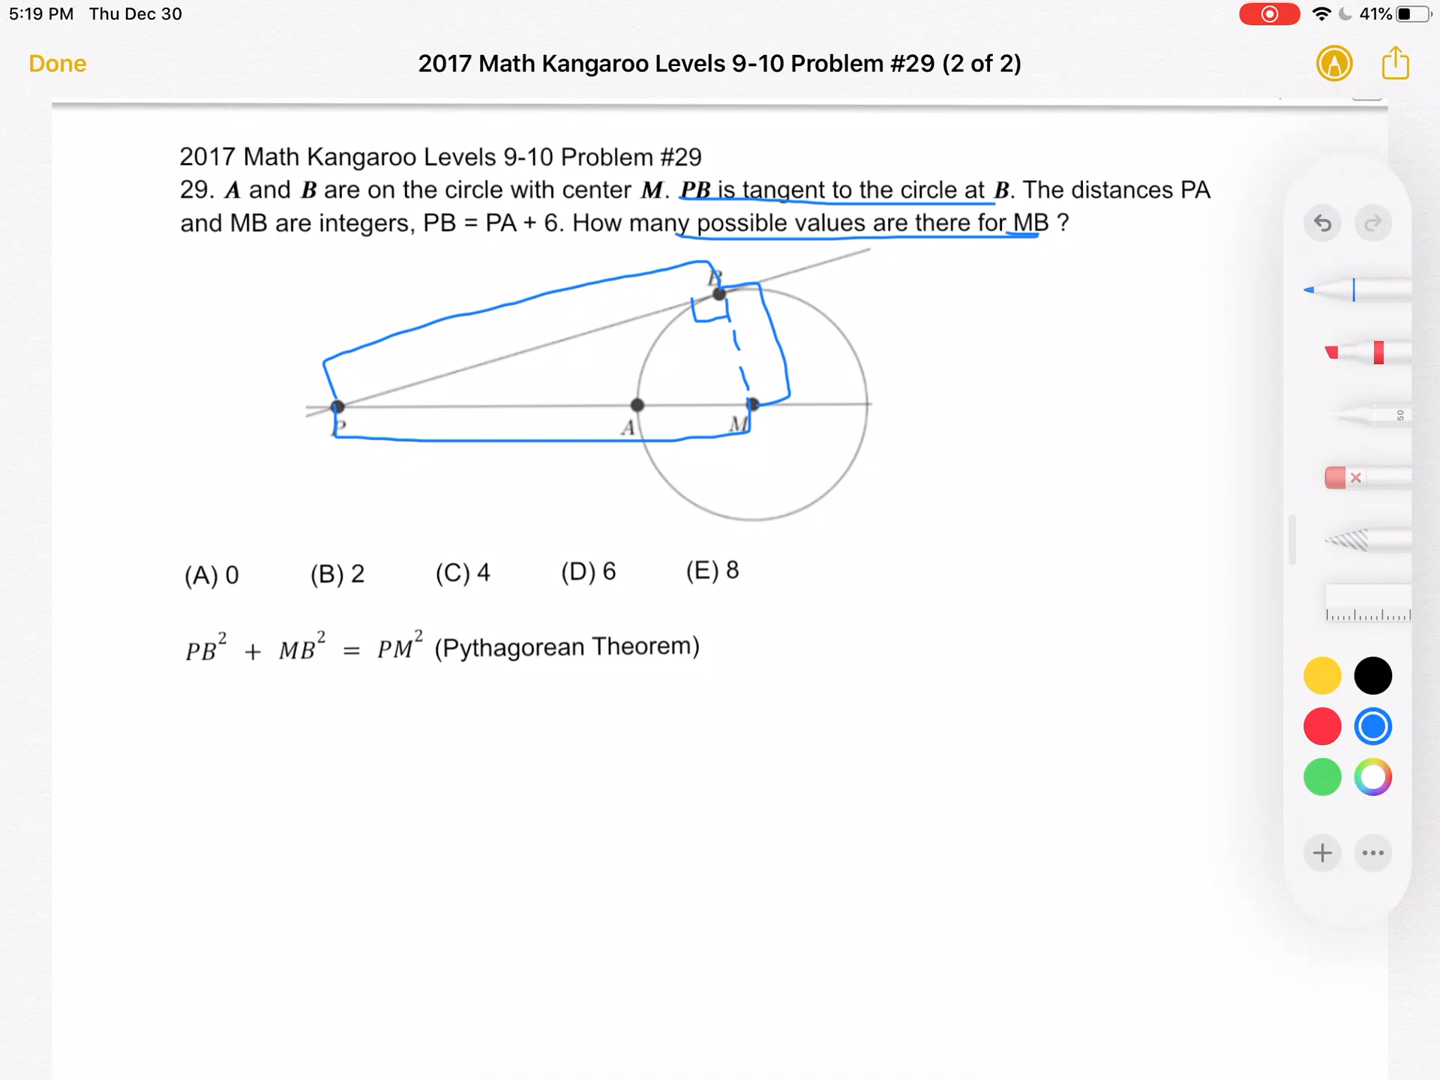 5:19 PM Thu Dec 30
41%
Done
2017 Math Kangaroo Levels 9-10 Problem #29 (2 of 2)
2017 Math Kangaroo Levels 9-10 Problem #29
29. A and B are on the circle with center M. PB is tangent to the circle at B. The distances PA
and MB are integers, PB = PA + 6. How many possible values are there for MB ?
B
P
A
M
50
(A) 0 (B) 2 (C) 4 (D) 6 (E) 8
PB² + MB² = PM² (Pythagorean Theorem)